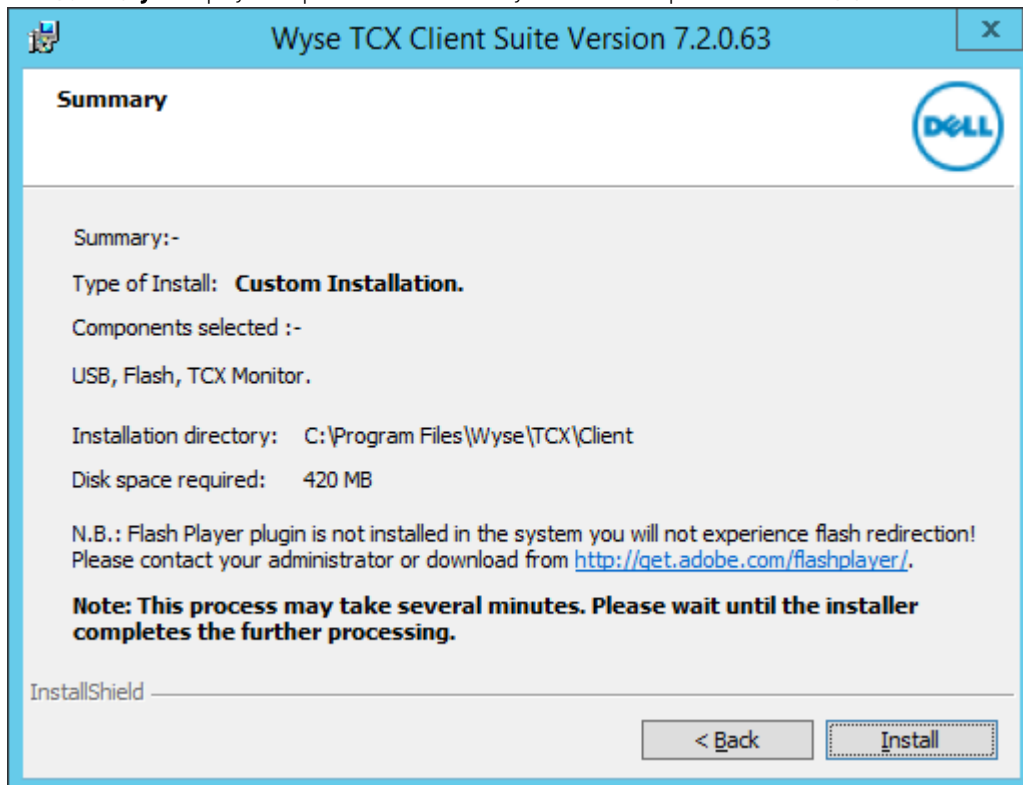 Wyse TCX Client Suite Version 7.2.0.63
x
Summary
DELL
Summary:-
Type of Install: Custom Installation.
Components selected :-
USB, Flash, TCX Monitor.
Installation directory: C:\Program Files\Wyse\TCX\Client
Disk space required: 420 MB
N.B.: Flash Player plugin is not installed in the system you will not experience flash redirection!
Please contact your administrator or download from http://get.adobe.com/flashplayer/.
Note: This process may take several minutes. Please wait until the installer
completes the further processing.
InstallShield
< Back Install